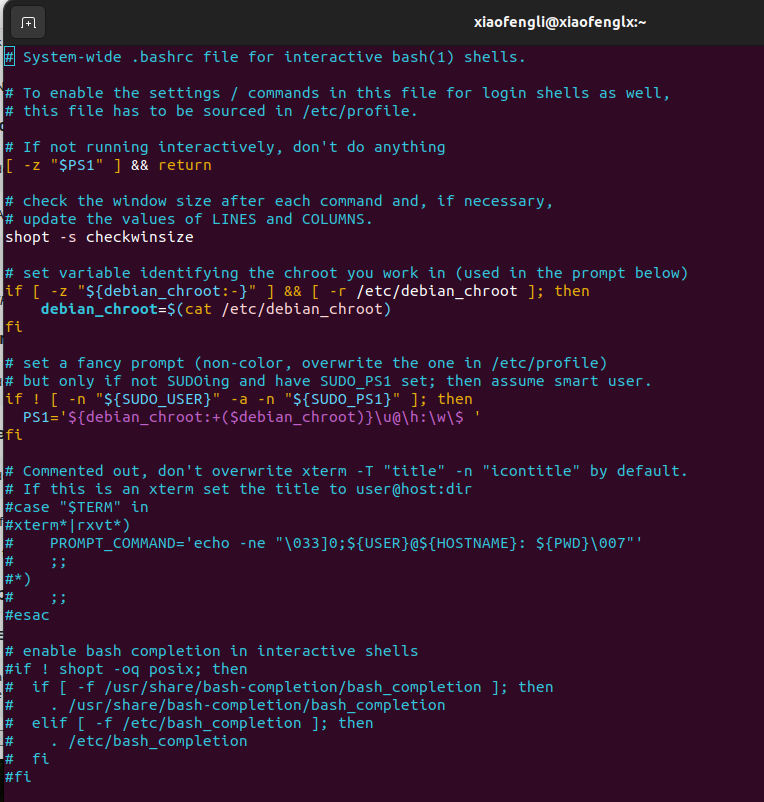 xiaofengli@xiaofenglx:~
# System-wide .bashrc file for interactive bash(1) shells.
# To enable the settings / commands in this file for login shells as well,
# this file has to be sourced in /etc/profile.
# If not running interactively, don't do anything
[ -z "$PS1" ] && return
# check the window size after each command and, if necessary,
# update the values of LINES and COLUMNS.
shopt -s checkwinsize
# set variable identifying the chroot you work in (used in the prompt below)
if [ -z "${debian_chroot:-}" ] && [ -r /etc/debian_chroot ]; then
    debian_chroot=$(cat /etc/debian_chroot)
fi
# set a fancy prompt (non-color, overwrite the one in /etc/profile)
# but only if not SUDOing and have SUDO_PS1 set; then assume smart user.
if ! [ -n "${SUDO_USER}" -a -n "${SUDO_PS1}" ]; then
  PS1='${debian_chroot:+($debian_chroot)}\u@\h:\w\$ '
fi
# Commented out, don't overwrite xterm -T "title" -n "icontitle" by default.
# If this is an xterm set the title to user@host:dir
#case "$TERM" in
#xterm*|rxvt*)
#    PROMPT_COMMAND='echo -ne "\033]0;${USER}@${HOSTNAME}: ${PWD}\007"'
#    ;;
#*)
#    ;;
#esac
# enable bash completion in interactive shells
#if ! shopt -oq posix; then
#  if [ -f /usr/share/bash-completion/bash_completion ]; then
#    . /usr/share/bash-completion/bash_completion
#  elif [ -f /etc/bash_completion ]; then
#    . /etc/bash_completion
#  fi
#fi